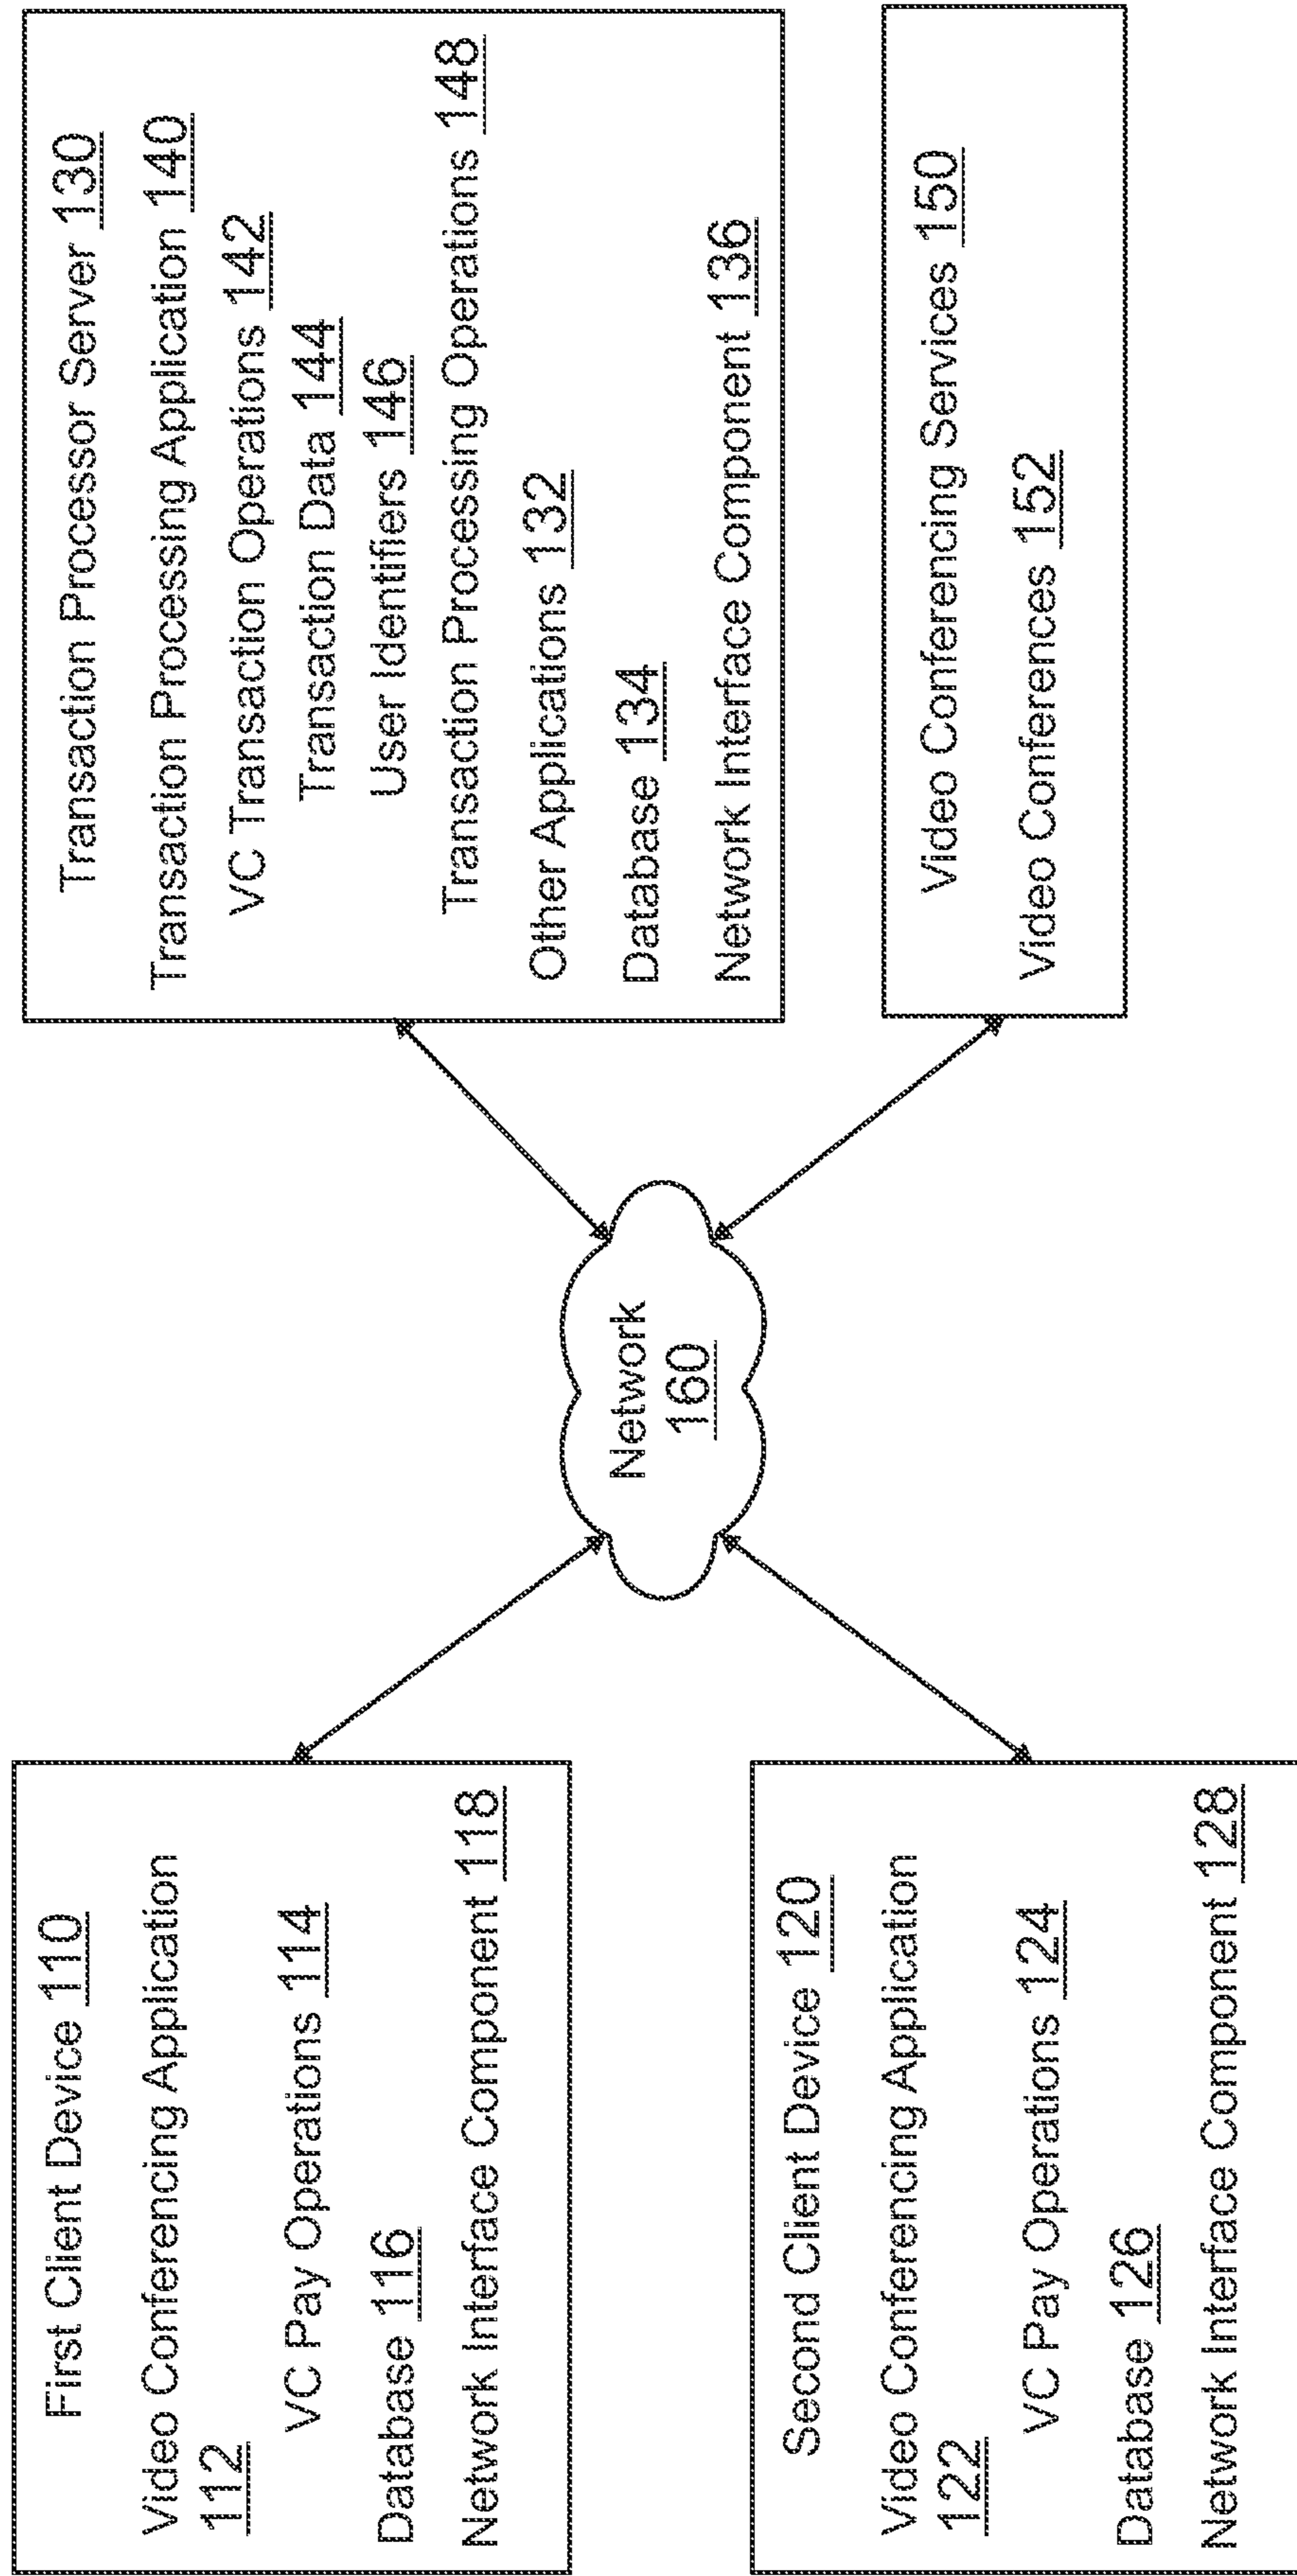 First Client Device 110
Video Conferencing Application
112
VC Pay Operations 114
Database 116
Network Interface Component 118
Second Client Device 120
Video Conferencing Application
122
VC Pay Operations 124
Database 126
Network Interface Component 128
Network
160
Transaction Processor Server 130
Transaction Processing Application 140
VC Transaction Operations 142
Transaction Data 144
User Identifiers 146
Transaction Processing Operations 148
Other Applications 132
Database 134
Network Interface Component 136
Video Conferencing Services 150
Video Conferences 152